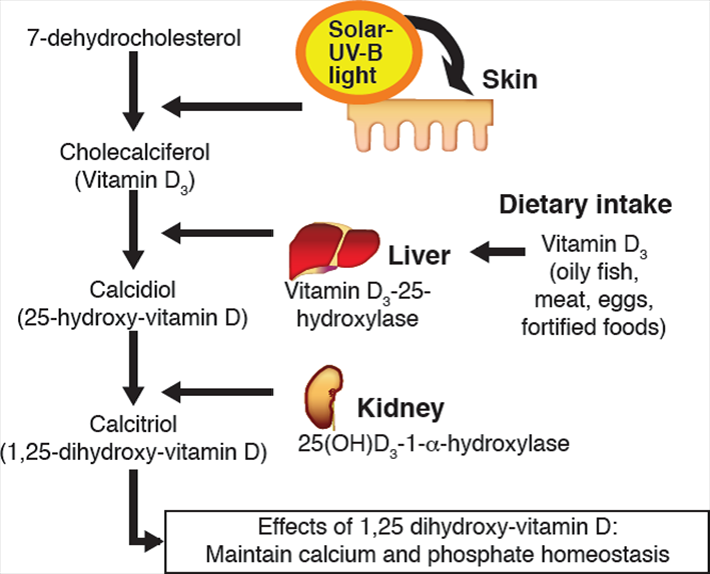 7-dehydrocholesterol
Solar-
UV-B
light
Skin
Cholecalciferol
(Vitamin D₃)
Dietary intake
Vitamin D₃
(oily fish,
meat, eggs,
fortified foods)
Liver
Vitamin D₃-25-
hydroxylase
Calcidiol
(25-hydroxy-vitamin D)
Kidney
25(OH)D₃-1-α-hydroxylase
Calcitriol
(1,25-dihydroxy-vitamin D)
Effects of 1,25 dihydroxy-vitamin D:
Maintain calcium and phosphate homeostasis